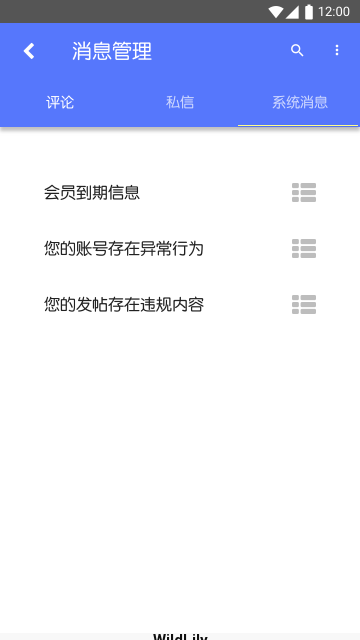 12:00
消息管理
评论
私信
系统消息
会员到期信息
您的账号存在异常行为
您的发帖存在违规内容
WildLily